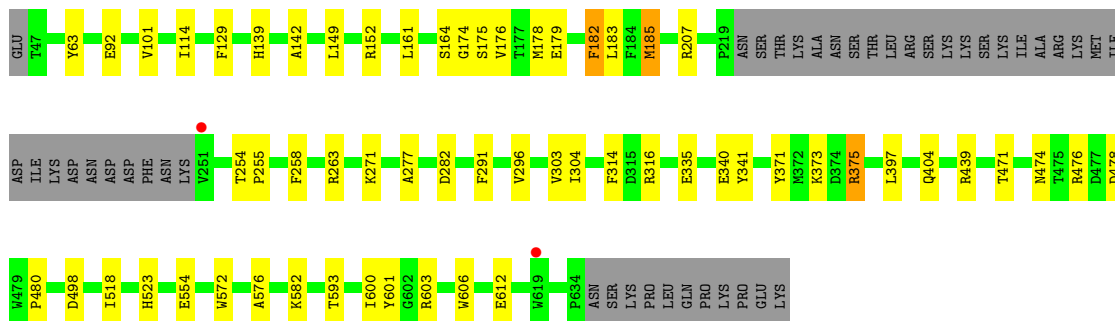 GLU T47 Y63 E92 V101 I114 F129 H139 A142 L149 R152 L161 S164 G174 S175 V176 T177 M178 E179 F182 L183 F184 M185 R207 P219 ASN SER THR LYS LYS ALA ASN SER THR LEU ARG SER LYS LYS SER LYS ILE ALA ARG LYS MET ILE
ASP ILE LYS ASP ASN ASP ASP PHE ASN LYS V251 T254 P255 F258 R263 K271 A277 D282 F291 V296 V303 I304 F314 D315 R316 E335 E340 Y341 Y371 M372 K373 D374 R375 L397 Q404 R439 T471 N474 T475 R476 D477 D478
W479 P480 D498 I518 H523 E554 W572 A576 K582 T593 I600 Y601 G602 R603 W606 E612 W619 P634 ASN SER LYS PRO LEU GLN PRO LYS PRO GLU LYS